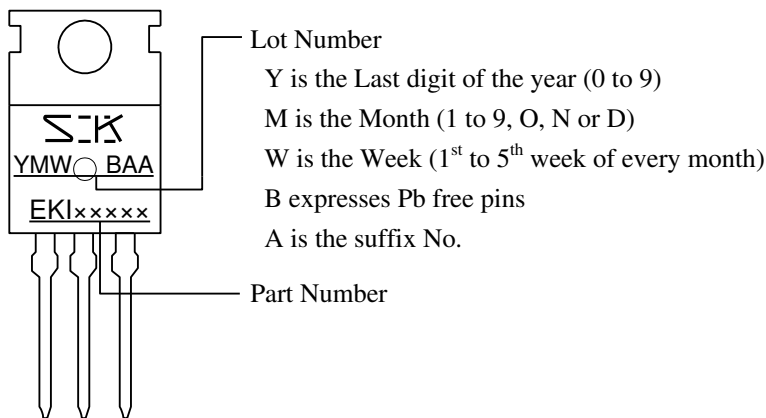 Lot Number
Y is the Last digit of the year (0 to 9)
M is the Month (1 to 9, O, N or D)
W is the Week (1st to 5th week of every month)
B expresses Pb free pins
A is the suffix No.
Part Number
SK
YMW○ BAA
EKI×××××